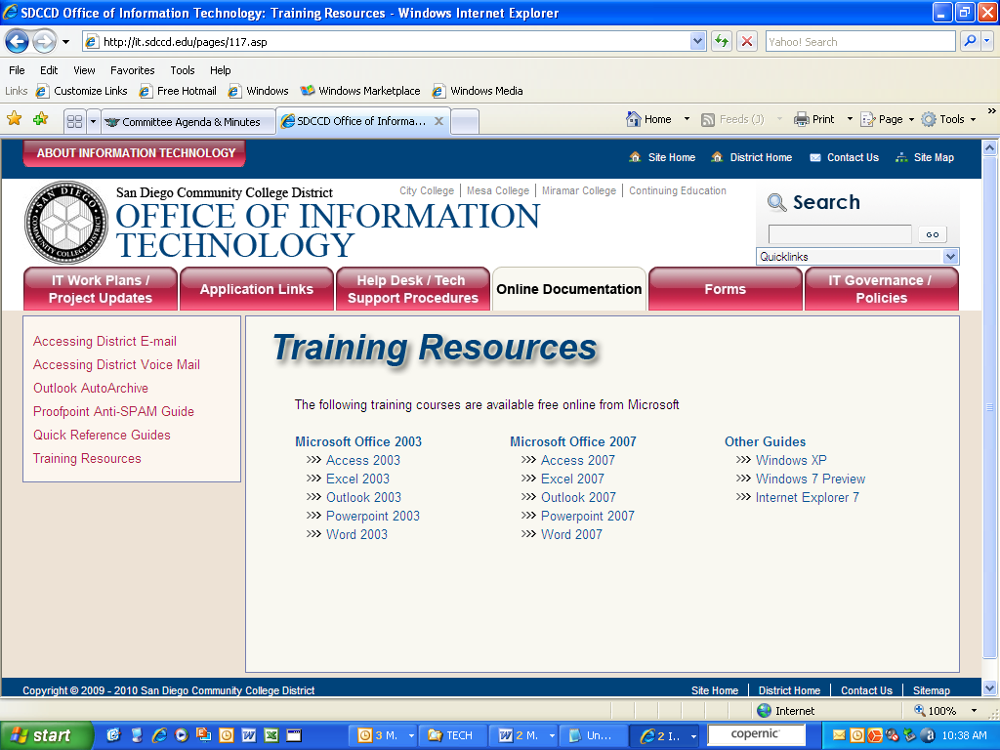 SDCCD Office of Information Technology: Training Resources - Windows Internet Explorer
http://it.sdccd.edu/pages/117.asp
Yahoo! Search
File Edit View Favorites Tools Help
Links Customize Links Free Hotmail Windows Windows Marketplace Windows Media
Committee Agenda & Minutes SDCCD Office of Informa... Home Feeds (J) Print Page Tools
ABOUT INFORMATION TECHNOLOGY Site Home District Home Contact Us Site Map
SAN DIEGO COMMUNITY COLLEGE DISTRICT
San Diego Community College District
City College | Mesa College | Miramar College | Continuing Education
OFFICE OF INFORMATION
TECHNOLOGY
Search
GO
Quicklinks
IT Work Plans /
Project Updates
Application Links
Help Desk / Tech
Support Procedures
Online Documentation
Forms
IT Governance /
Policies
Accessing District E-mail
Accessing District Voice Mail
Outlook AutoArchive
Proofpoint Anti-SPAM Guide
Quick Reference Guides
Training Resources
Training Resources
The following training courses are available free online from Microsoft
Microsoft Office 2003
Access 2003
Excel 2003
Outlook 2003
Powerpoint 2003
Word 2003
Microsoft Office 2007
Access 2007
Excel 2007
Outlook 2007
Powerpoint 2007
Word 2007
Other Guides
Windows XP
Windows 7 Preview
Internet Explorer 7
Copyright © 2009 - 2010 San Diego Community College District
Site Home | District Home | Contact Us | Sitemap
Internet 100%
start 3 M. TECH 2 M. Un... 2 I.. copernic 10:38 AM